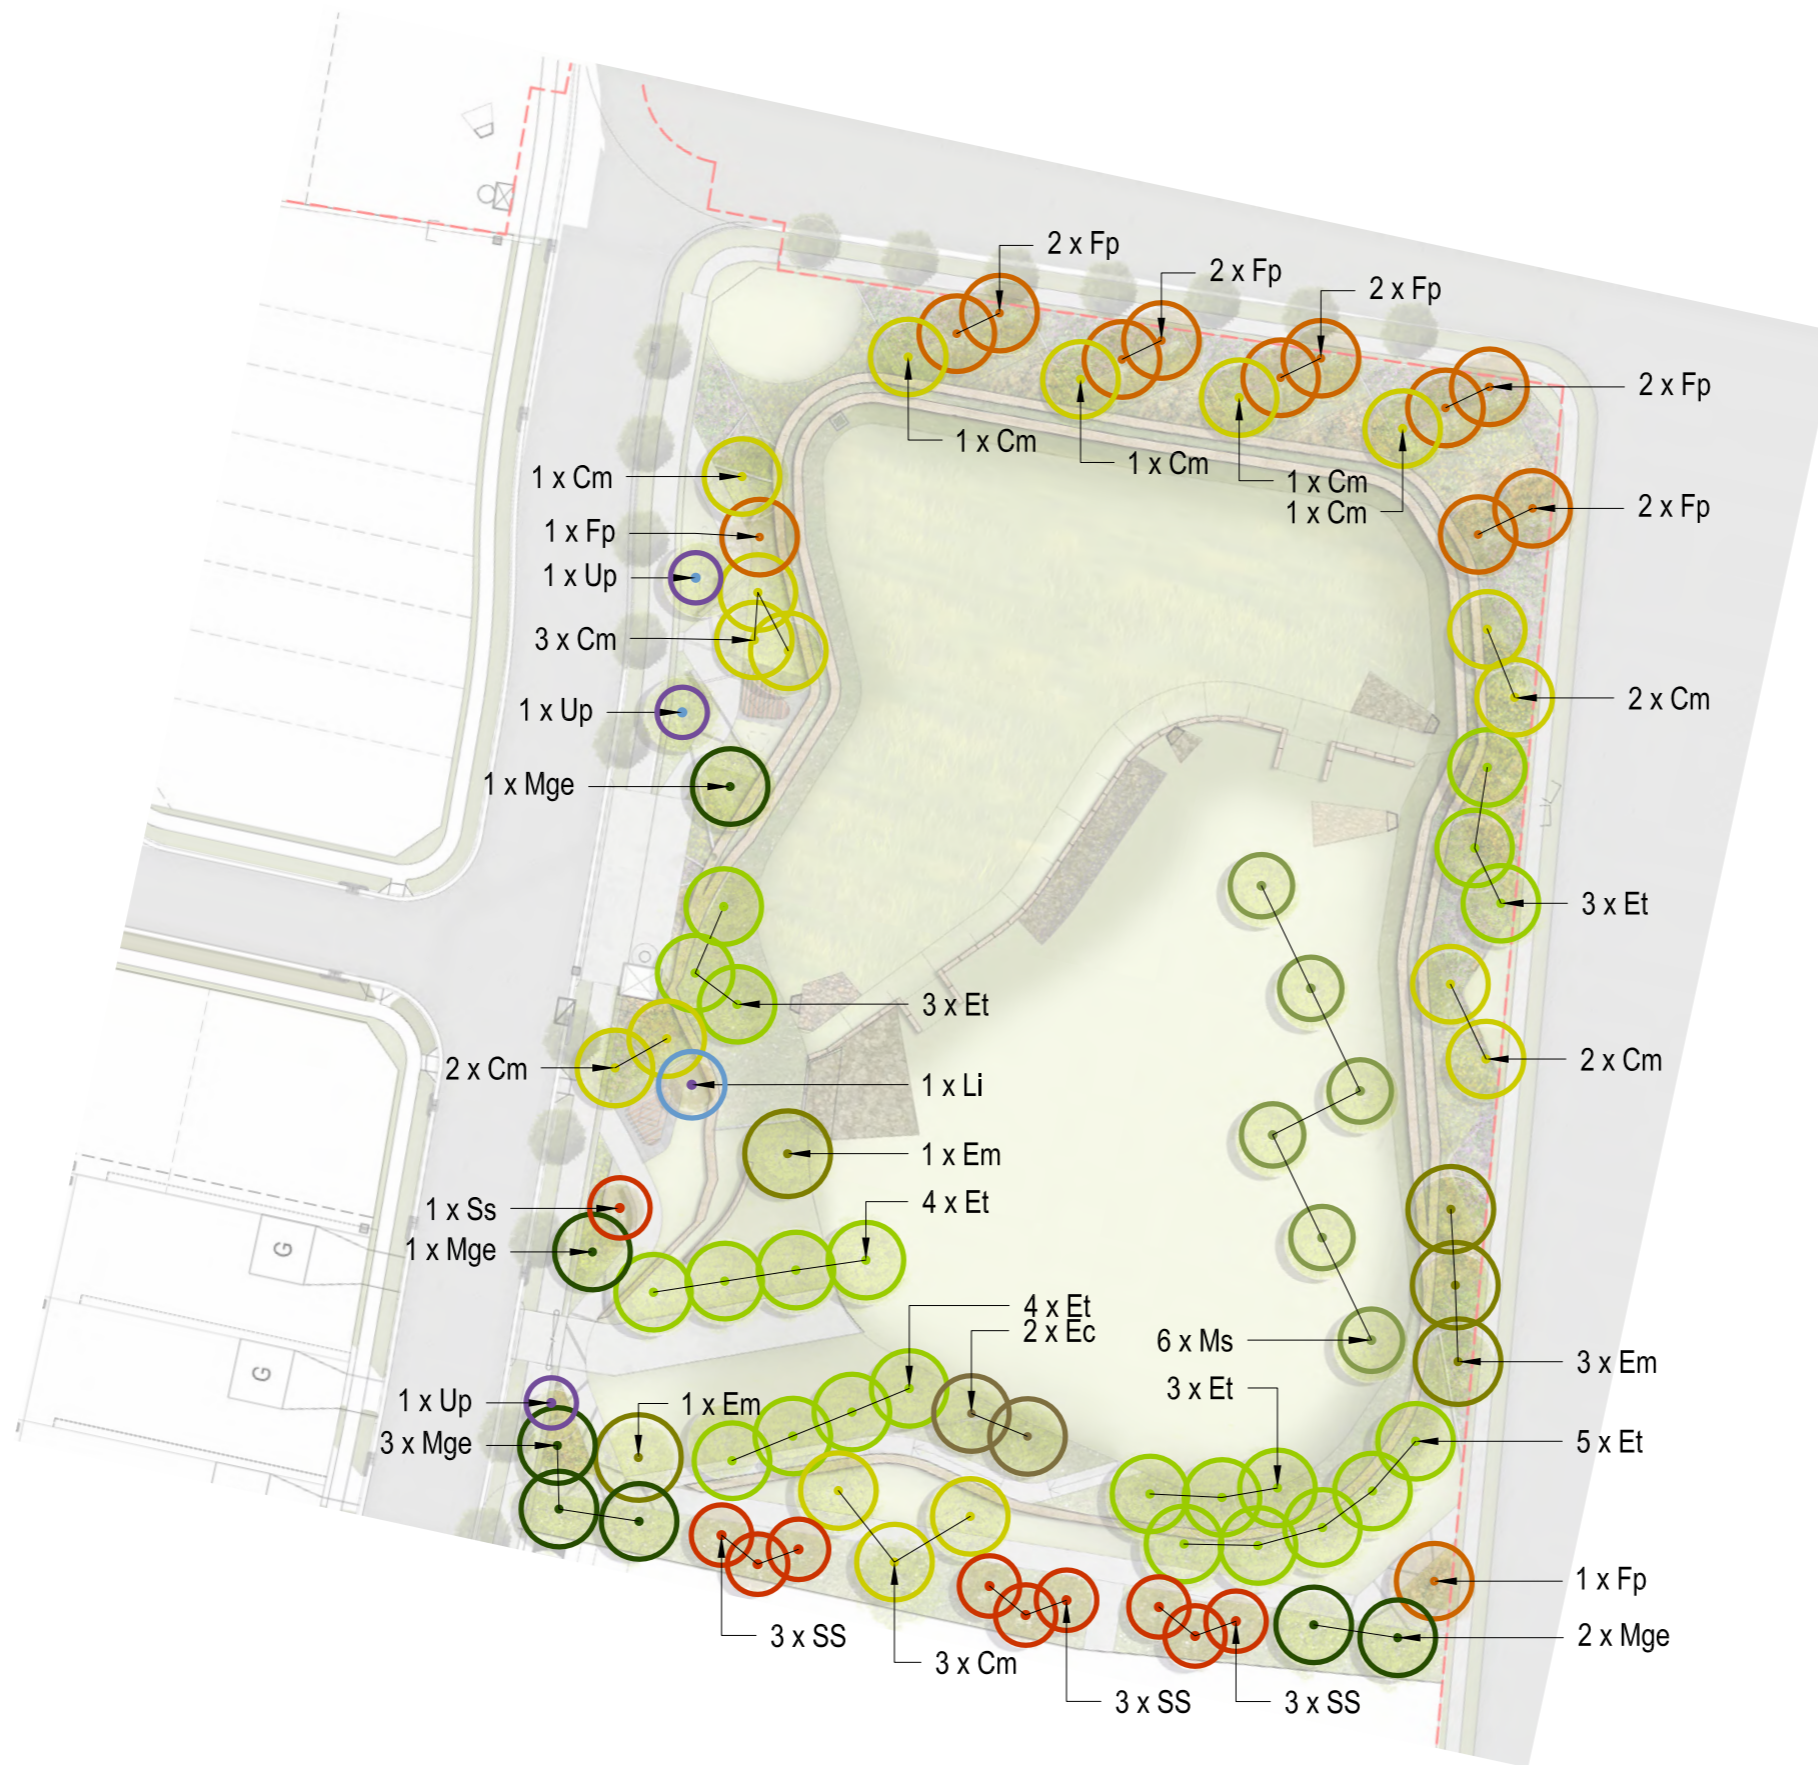 2 x Fp
2 x Fp
2 x Fp
2 x Fp
1 x Cm
1 x Cm
1 x Cm
1 x Cm
1 x Cm
2 x Fp
1 x Fp
1 x Up
3 x Cm
2 x Cm
1 x Up
1 x Mge
3 x Et
3 x Et
2 x Cm
2 x Cm
1 x Li
1 x Em
4 x Et
1 x Ss
1 x Mge
G
4 x Et
2 x Ec
6 x Ms
3 x Em
G
3 x Et
1 x Up
1 x Em
3 x Mge
5 x Et
1 x Fp
3 x SS
2 x Mge
3 x Cm
3 x SS
3 x SS